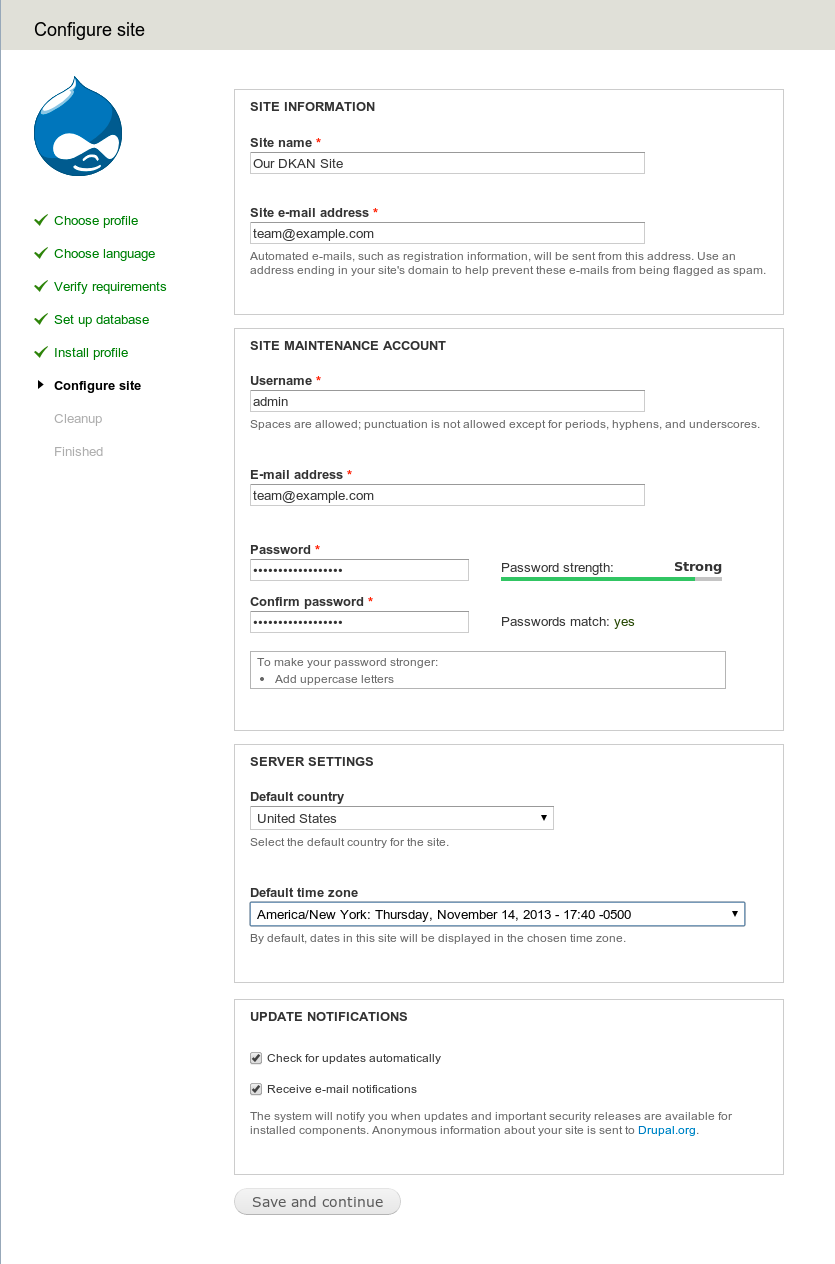 Configure site
Choose profile
Choose language
Verify requirements
Set up database
Install profile
Configure site
Cleanup
Finished
SITE INFORMATION
Site name *
Our DKAN Site
Site e-mail address *
team@example.com
Automated e-mails, such as registration information, will be sent from this address. Use an
address ending in your site's domain to help prevent these e-mails from being flagged as spam.
SITE MAINTENANCE ACCOUNT
Username *
admin
Spaces are allowed; punctuation is not allowed except for periods, hyphens, and underscores.
E-mail address *
team@example.com
Password *
••••••••••••••••••
Password strength: Strong
Confirm password *
••••••••••••••••••
Passwords match: yes
To make your password stronger:
• Add uppercase letters
SERVER SETTINGS
Default country
United States
Select the default country for the site.
Default time zone
America/New York: Thursday, November 14, 2013 - 17:40 -0500
By default, dates in this site will be displayed in the chosen time zone.
UPDATE NOTIFICATIONS
Check for updates automatically
Receive e-mail notifications
The system will notify you when updates and important security releases are available for
installed components. Anonymous information about your site is sent to Drupal.org.
Save and continue